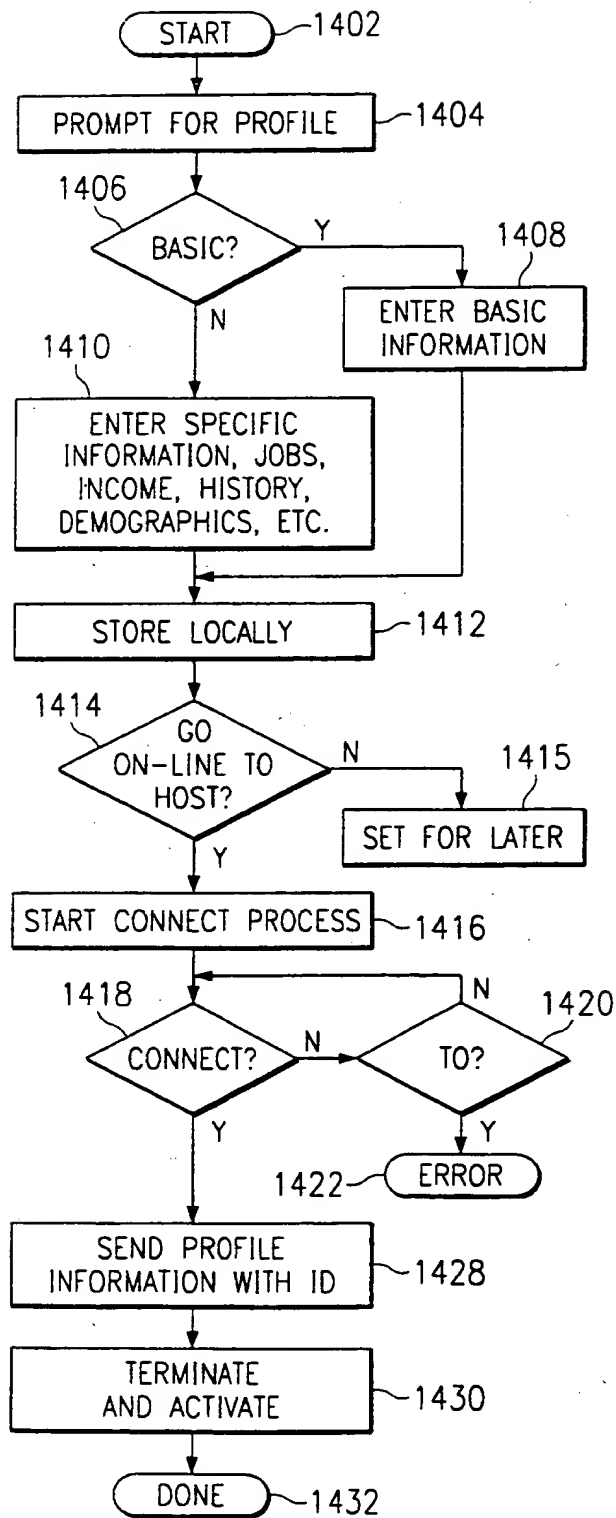 START
1402
PROMPT FOR PROFILE
1404
1406
BASIC?
Y
N
1408
ENTER BASIC
INFORMATION
1410
ENTER SPECIFIC
INFORMATION, JOBS,
INCOME, HISTORY,
DEMOGRAPHICS, ETC.
STORE LOCALLY
1412
1414
GO
ON-LINE TO
HOST?
N
Y
1415
SET FOR LATER
START CONNECT PROCESS
1416
1418
CONNECT?
N
Y
N
1420
TO?
Y
1422
ERROR
SEND PROFILE
INFORMATION WITH ID
1428
TERMINATE
AND ACTIVATE
1430
DONE
1432